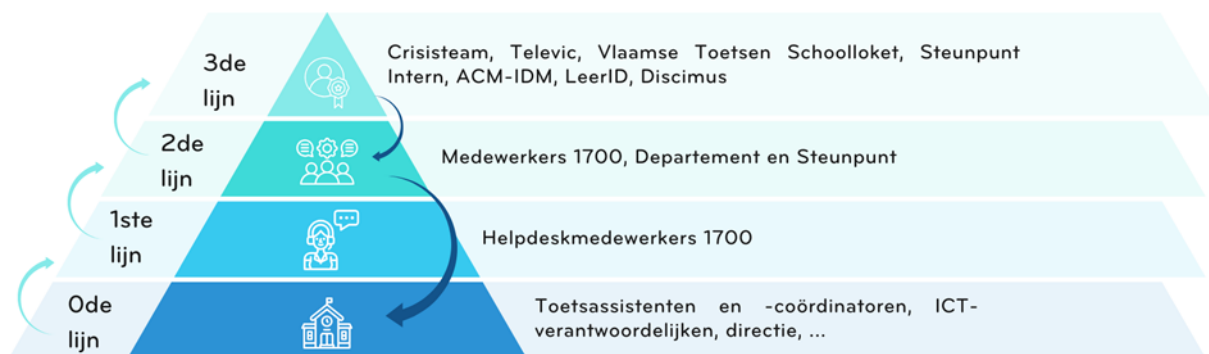 3de
lijn
Crisisteam, Televic, Vlaamse Toetsen Schoolloket, Steunpunt
Intern, ACM-IDM, LeerID, Discimus
2de
lijn
Medewerkers 1700, Departement en Steunpunt
1ste
lijn
Helpdeskmedewerkers 1700
0de
lijn
Toetsassistenten en -coördinatoren, ICT-
verantwoordelijken, directie, ...